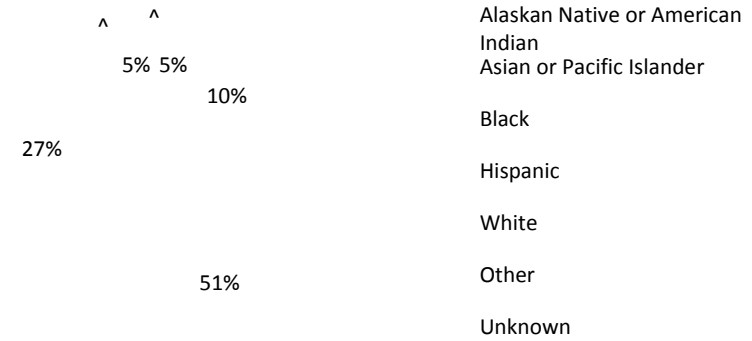 ^ ^
5% 5%
10%
27%
51%
Alaskan Native or American
Indian
Asian or Pacific Islander
Black
Hispanic
White
Other
Unknown